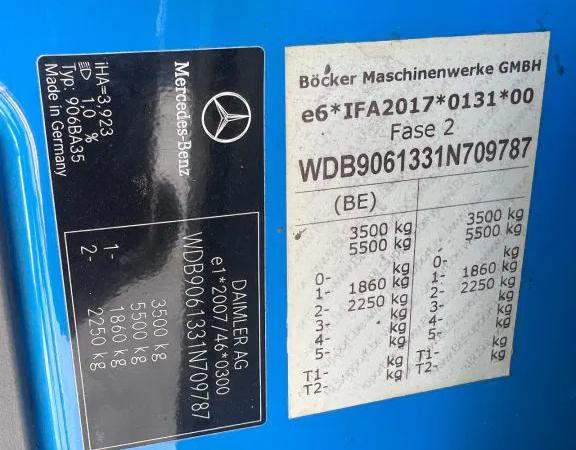 Mercedes-Benz
iHA=3.923
1.0 %
Typ: 906BA35
Made in Germany
DAIMLER AG
e1*2007/46*0300
WDB9061331N709787
3500 kg
5500 kg
1- 1860 kg
2- 2250 kg
Böcker Maschinenwerke GMBH
e6*IFA2017*0131*00
Fase 2
WDB9061331N709787
(BE)
3500 kg 3500 kg
5500 kg 5500 kg
0- kg 0- kg
1- 1860 kg 1- 1860 kg
2- 2250 kg 2- 2250 kg
3- kg 3- kg
4- kg 4- kg
5- kg 5- kg
T1- kg T1- kg
T2- kg T2- kg